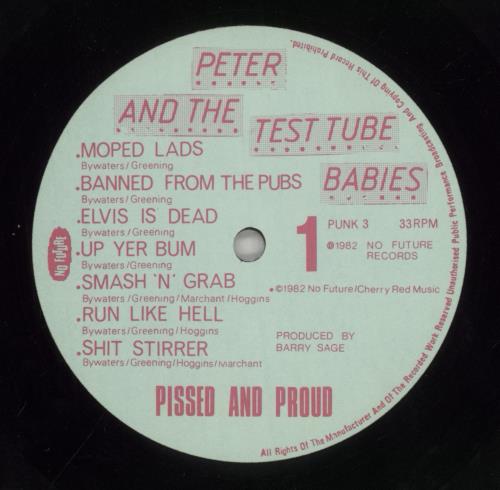 PETER
AND THE
TEST TUBE
BABIES
.MOPED LADS
Bywaters/Greening
.BANNED FROM THE PUBS
Bywaters/Greening
.ELVIS IS DEAD
Bywaters/Greening
.UP YER BUM
Bywaters/Greening
.SMASH 'N' GRAB
Bywaters/Greening/Marchant/Hoggins
.RUN LIKE HELL
Bywaters/Greening/Hoggins
.SHIT STIRRER
Bywaters/Greening/Hoggins/Marchant
NO FUTURE
1
PUNK 3 33RPM
℗1982 NO FUTURE
RECORDS
.©1982 No Future/Cherry Red Music
PRODUCED BY
BARRY SAGE
PISSED AND PROUD
All Rights Of The Manufacturer And Of The Recorded Work Reserved Unauthorised Public Performance Broadcasting And Copying Of This Record Prohibited.